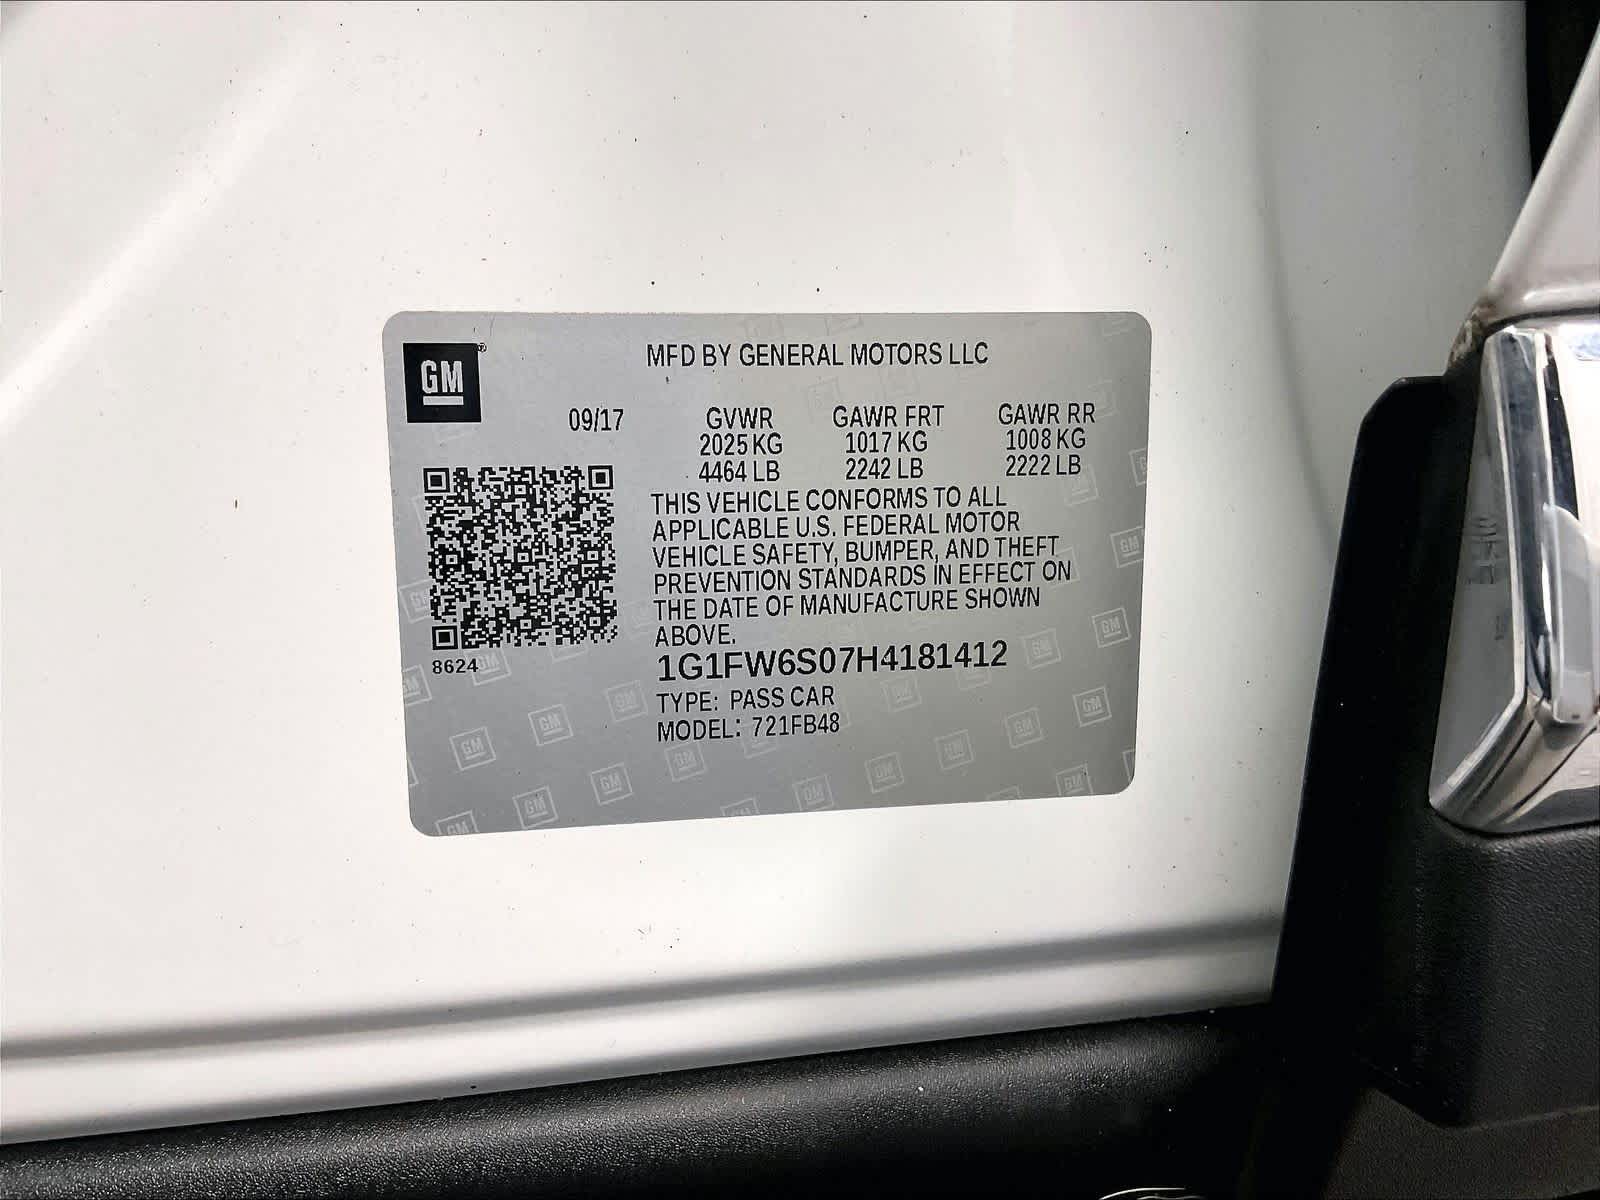 GM
MFD BY GENERAL MOTORS LLC
09/17
GVWR GAWR FRT GAWR RR
2025 KG 1017 KG 1008 KG
4464 LB 2242 LB 2222 LB
THIS VEHICLE CONFORMS TO ALL
APPLICABLE U.S. FEDERAL MOTOR
VEHICLE SAFETY, BUMPER, AND THEFT
PREVENTION STANDARDS IN EFFECT ON
THE DATE OF MANUFACTURE SHOWN
ABOVE.
8624
1G1FW6S07H4181412
TYPE: PASS CAR
MODEL: 721FB48